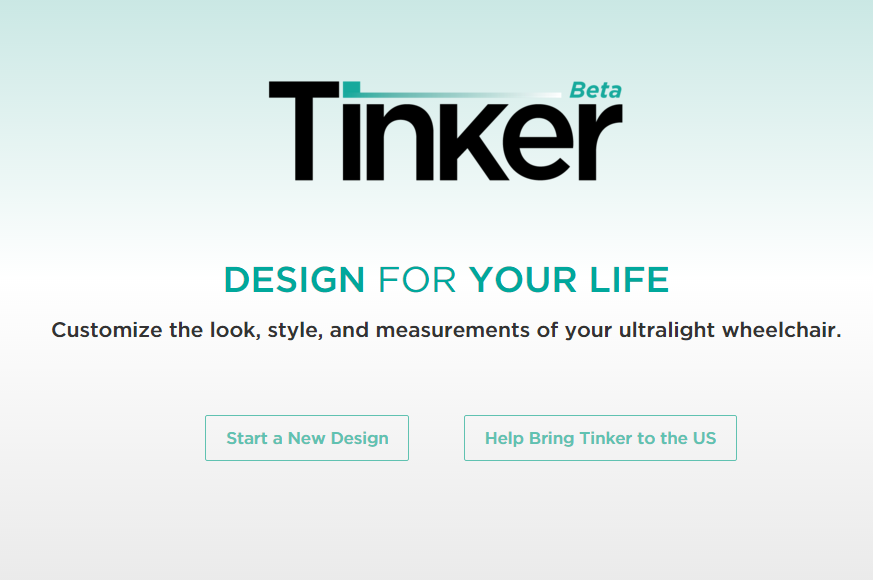 Tinker Beta
DESIGN FOR YOUR LIFE
Customize the look, style, and measurements of your ultralight wheelchair.
Start a New Design
Help Bring Tinker to the US